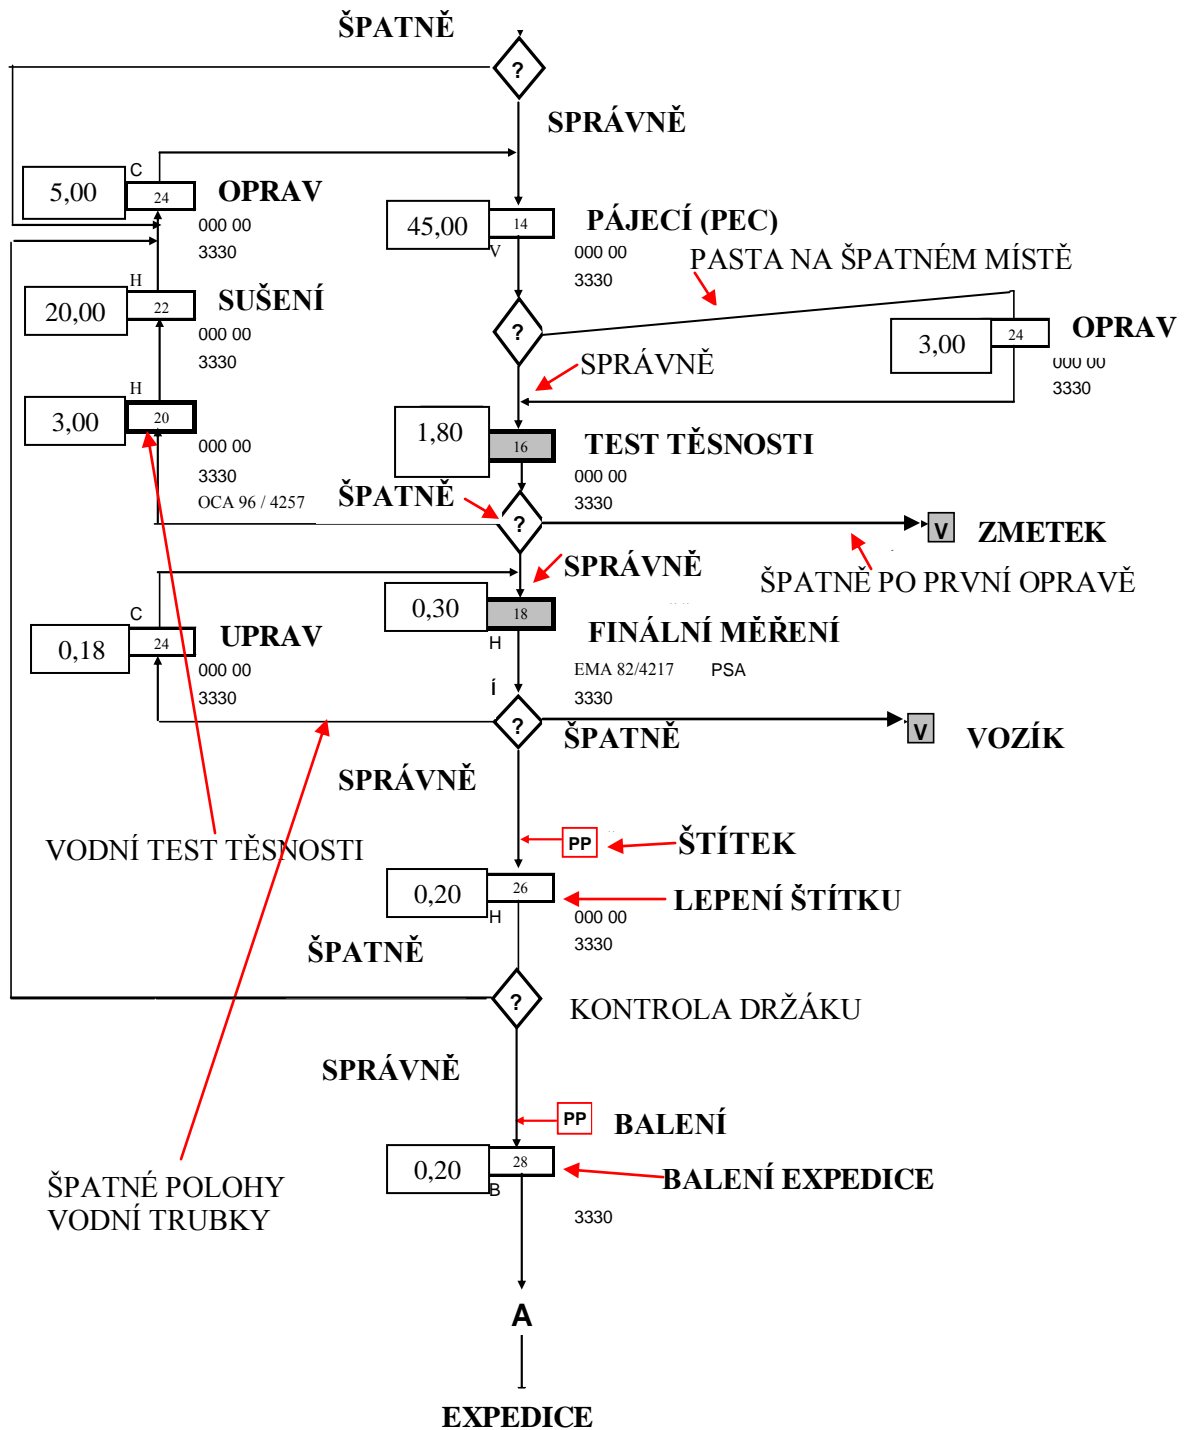 ŠPATNĚ
?
SPRÁVNĚ
C
5,00
24
OPRAV
000 00
3330
45,00
14
V
PÁJECÍ (PEC)
000 00
3330
PASTA NA ŠPATNÉM MÍSTĚ
H
20,00
22
SUŠENÍ
000 00
3330
?
SPRÁVNĚ
3,00
24
OPRAV
000 00
3330
H
3,00
20
000 00
3330
OCA 96 / 4257
1,80
16
TEST TĚSNOSTI
000 00
3330
ŠPATNĚ
?
V
ZMETEK
SPRÁVNĚ
ŠPATNĚ PO PRVNÍ OPRAVĚ
C
0,18
24
UPRAV
000 00
3330
0,30
18
H
FINÁLNÍ MĚŘENÍ
EMA 82/4217 PSA
3330
Í
?
ŠPATNĚ
V
VOZÍK
SPRÁVNĚ
VODNÍ TEST TĚSNOSTI
PP
ŠTÍTEK
0,20
26
H
LEPENÍ ŠTÍTKU
000 00
3330
ŠPATNĚ
?
KONTROLA DRŽÁKU
SPRÁVNĚ
PP
BALENÍ
0,20
28
B
BALENÍ EXPEDICE
3330
ŠPATNÉ POLOHY
VODNÍ TRUBKY
A
EXPEDICE